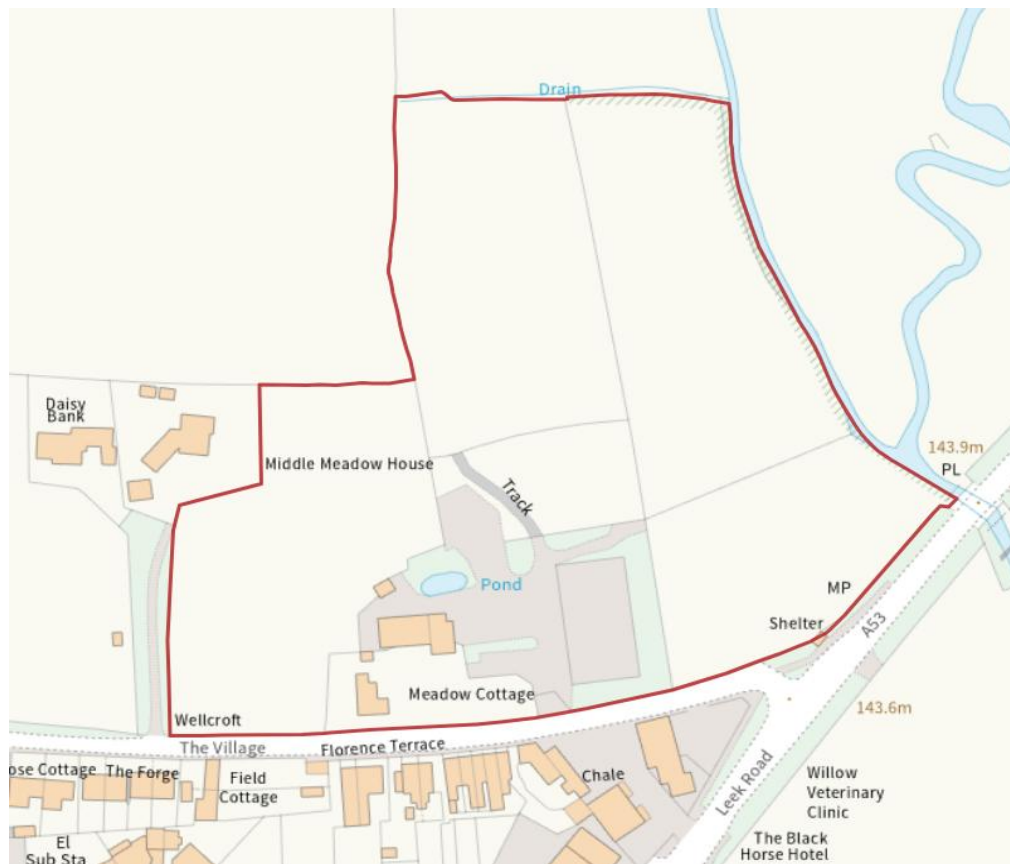 Drain
Daisy
Bank
Middle Meadow House
Track
143.9m
PL
Pond
MP
Shelter
A53
Meadow Cottage
143.6m
Wellcroft
The Village
Florence Terrace
ose Cottage
The Forge
Field
Cottage
Chale
Leek Road
Willow
Veterinary
Clinic
El
Sub Sta
The Black
Horse Hotel